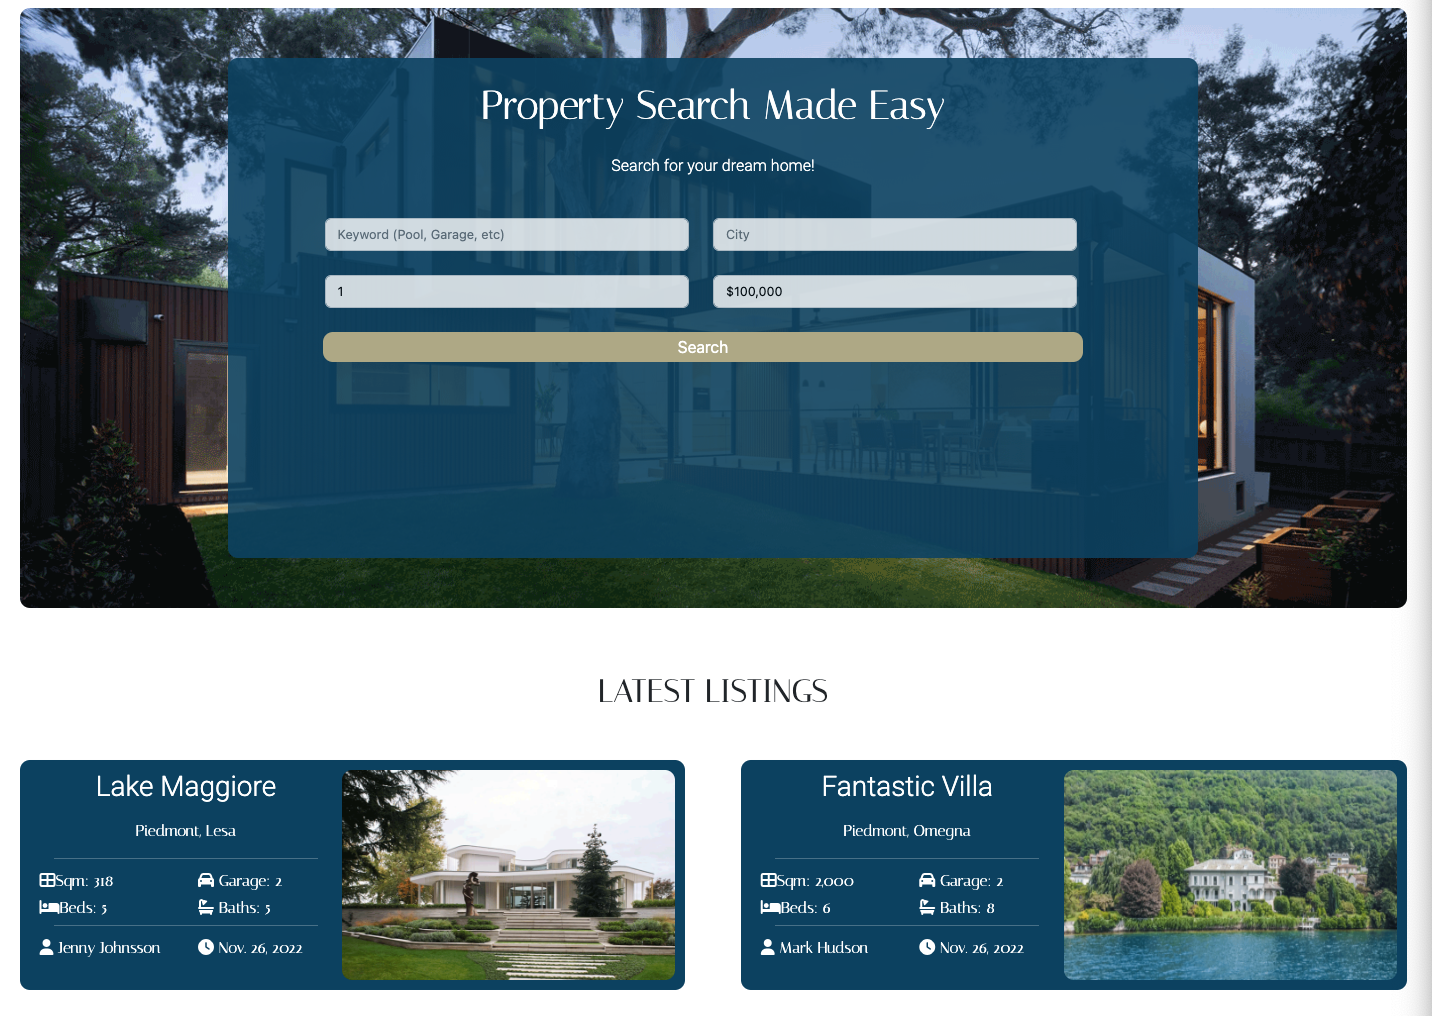 Property Search Made Easy
Search for your dream home!
Keyword (Pool, Garage, etc) City
1 $100,000
Search
LATEST LISTINGS
Lake Maggiore
Piedmont, Lesa
Sqm: 318 Garage: 2
Beds: 5 Baths: 5
Jenny Johnsson Nov. 26, 2022
Fantastic Villa
Piedmont, Omegna
Sqm: 2,000 Garage: 2
Beds: 6 Baths: 8
Mark Hudson Nov. 26, 2022